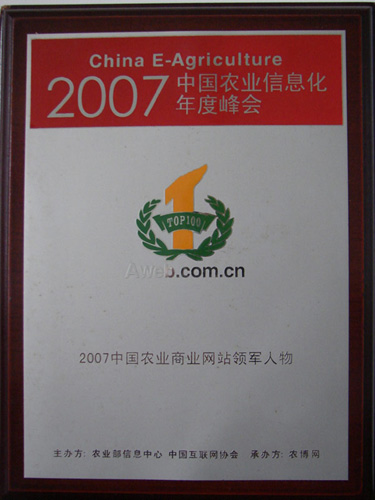 China E-Agriculture
2007 中国农业信息化
年度峰会
TOP100
1
Aweb.com.cn
2007中国农业商业网站领军人物
主办方: 农业部信息中心 中国互联网协会 承办方: 农博网